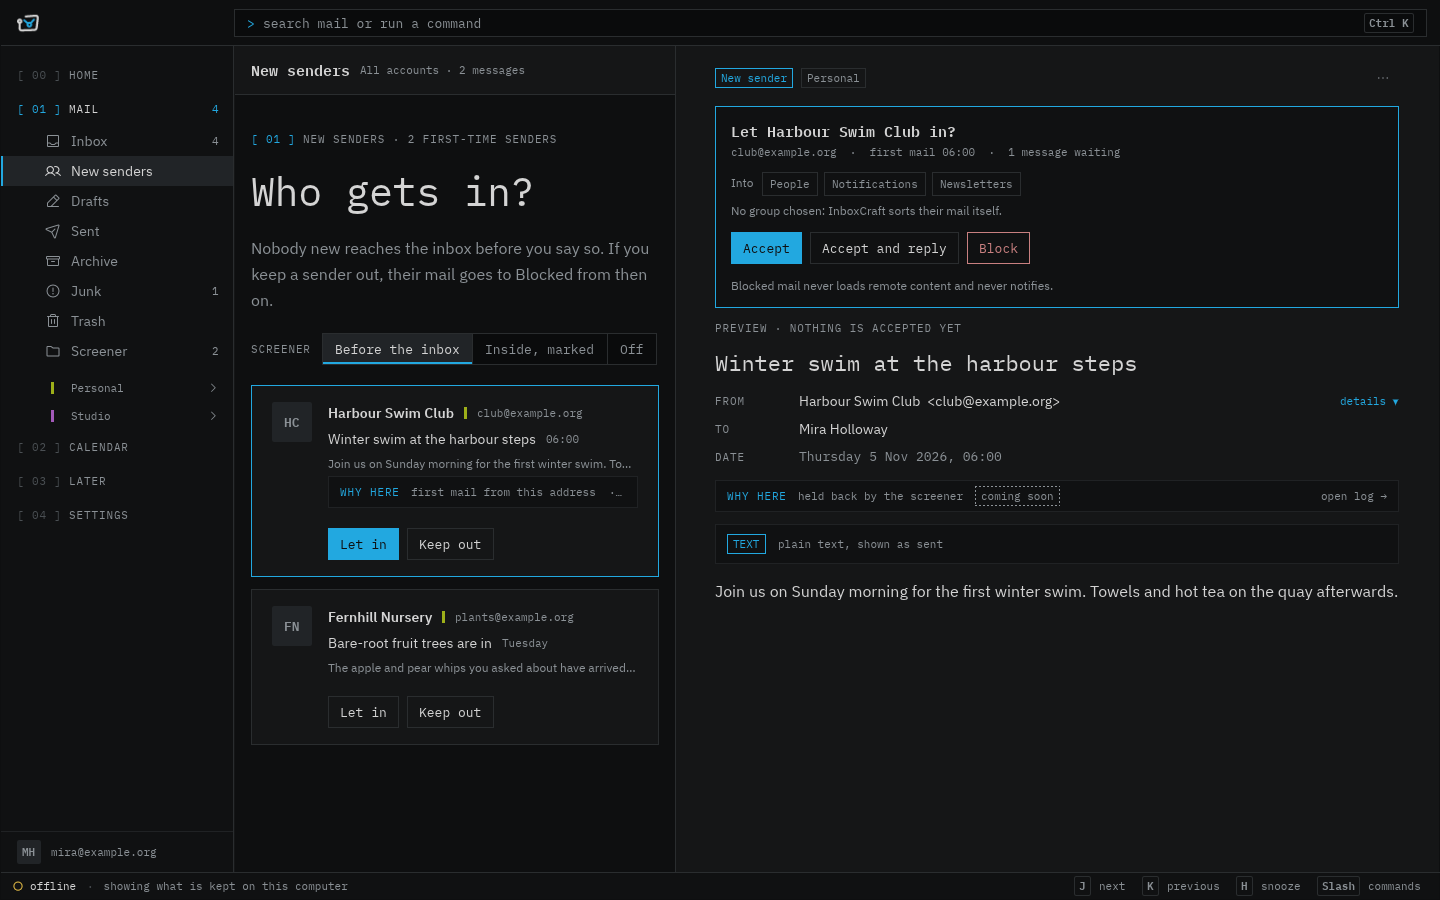 > search mail or run a command
Ctrl K
[ 00 ] HOME
[ 01 ] MAIL 4
Inbox 4
New senders
Drafts
Sent
Archive
Junk 1
Trash
Screener 2
Personal
Studio
[ 02 ] CALENDAR
[ 03 ] LATER
[ 04 ] SETTINGS
MH mira@example.org
New senders All accounts · 2 messages
[ 01 ] NEW SENDERS · 2 FIRST-TIME SENDERS
Who gets in?
Nobody new reaches the inbox before you say so. If you
keep a sender out, their mail goes to Blocked from then
on.
SCREENER Before the inbox Inside, marked Off
HC
Harbour Swim Club club@example.org
Winter swim at the harbour steps 06:00
Join us on Sunday morning for the first winter swim. To…
WHY HERE first mail from this address ·…
Let in Keep out
FN
Fernhill Nursery plants@example.org
Bare-root fruit trees are in Tuesday
The apple and pear whips you asked about have arrived…
Let in Keep out
New sender Personal ···
Let Harbour Swim Club in?
club@example.org · first mail 06:00 · 1 message waiting
Into People Notifications Newsletters
No group chosen: InboxCraft sorts their mail itself.
Accept Accept and reply Block
Blocked mail never loads remote content and never notifies.
PREVIEW · NOTHING IS ACCEPTED YET
Winter swim at the harbour steps
FROM Harbour Swim Club <club@example.org> details ▾
TO Mira Holloway
DATE Thursday 5 Nov 2026, 06:00
WHY HERE held back by the screener coming soon open log →
TEXT plain text, shown as sent
Join us on Sunday morning for the first winter swim. Towels and hot tea on the quay afterwards.
offline · showing what is kept on this computer
J next K previous H snooze Slash commands